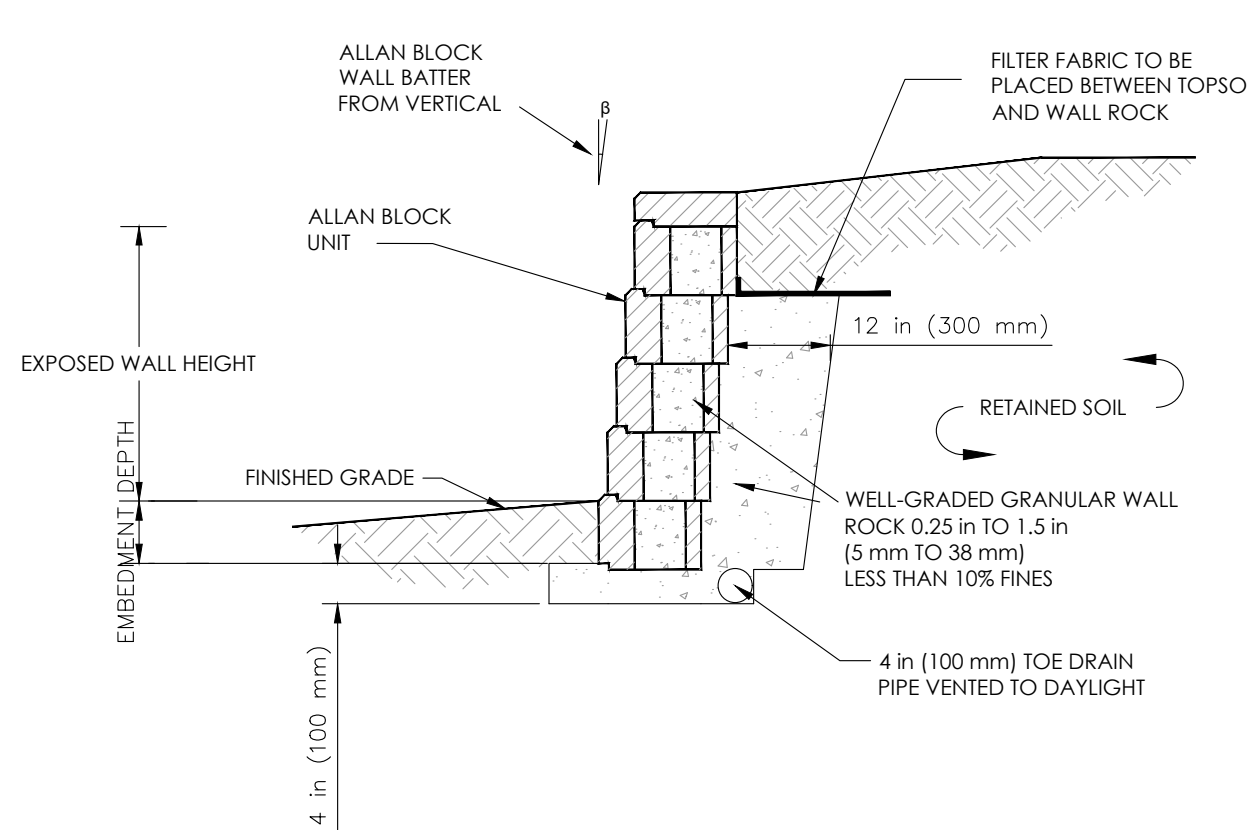 ALLAN BLOCK
WALL BATTER
FROM VERTICAL
β
FILTER FABRIC TO BE
PLACED BETWEEN TOPSO
AND WALL ROCK
ALLAN BLOCK
UNIT
12 in (300 mm)
EXPOSED WALL HEIGHT
RETAINED SOIL
FINISHED GRADE
EMBEDMENT DEPTH
WELL-GRADED GRANULAR WALL
ROCK 0.25 in TO 1.5 in
(5 mm TO 38 mm)
LESS THAN 10% FINES
4 in (100 mm) TOE DRAIN
PIPE VENTED TO DAYLIGHT
4 in (100 mm)